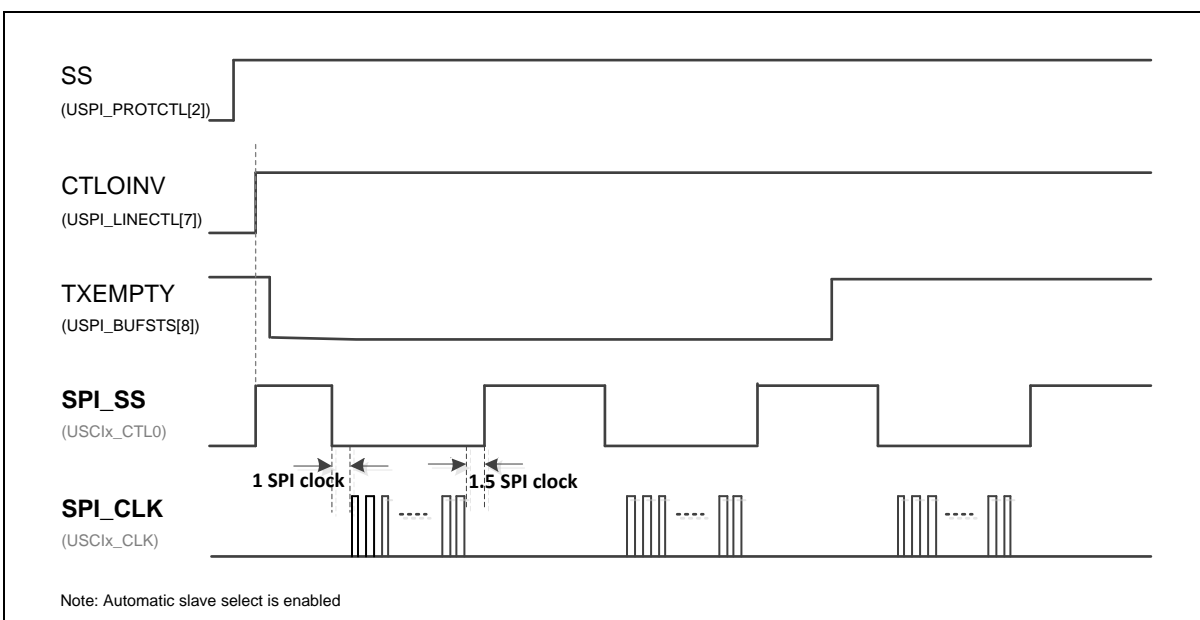 SS
(USPI_PROTCTL[2])
CTLOINV
(USPI_LINECTL[7])
TXEMPTY
(USPI_BUFSTS[8])
SPI_SS
(USCIx_CTL0)
1 SPI clock
1.5 SPI clock
SPI_CLK
(USCIx_CLK)
Note: Automatic slave select is enabled